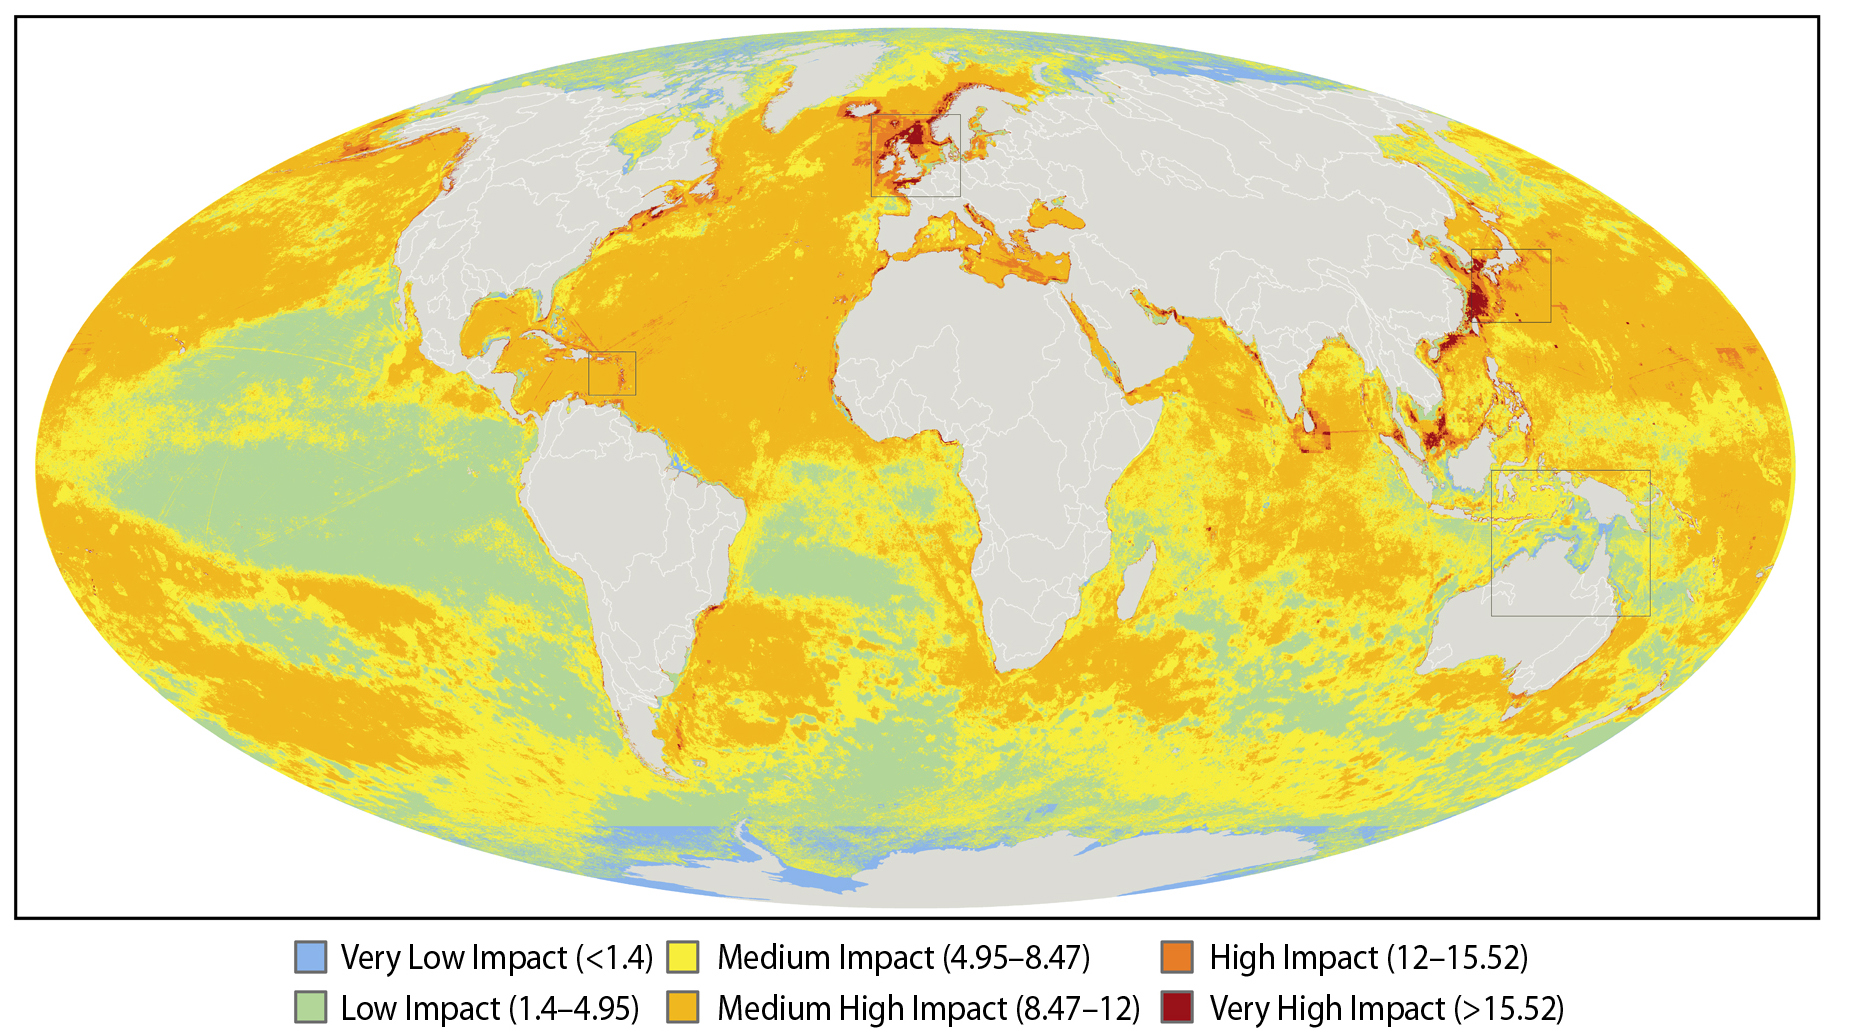 Very Low Impact (<1.4) Medium Impact (4.95–8.47) High Impact (12–15.52)
Low Impact (1.4–4.95) Medium High Impact (8.47–12) Very High Impact (>15.52)